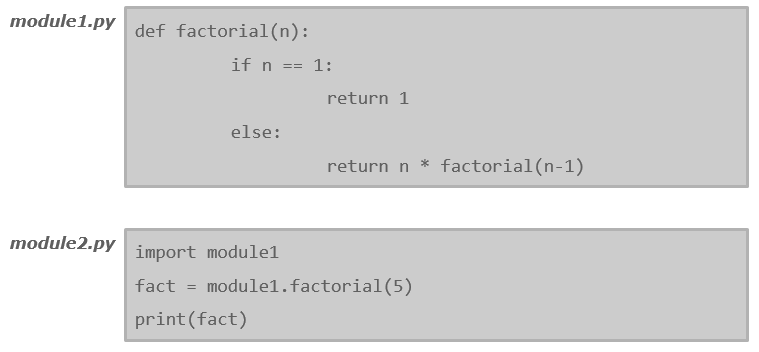 module1.py
def factorial(n):
if n == 1:
return 1
else:
return n * factorial(n-1)
module2.py
import module1
fact = module1.factorial(5)
print(fact)